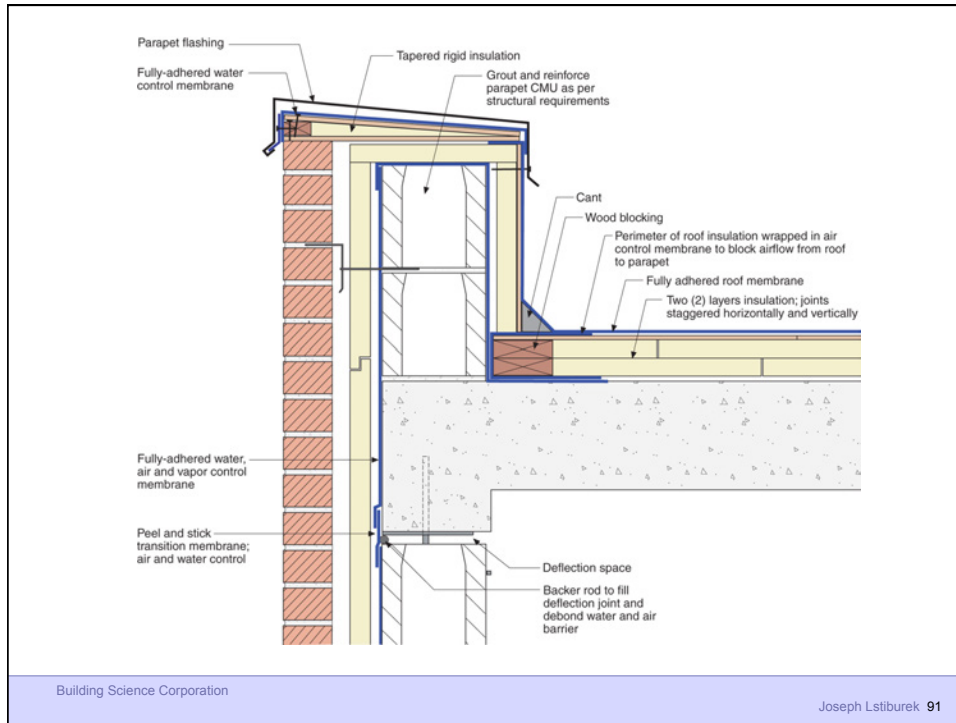 Parapet flashing
Fully-adhered water
control membrane
Tapered rigid insulation
Grout and reinforce
parapet CMU as per
structural requirements
Cant
Wood blocking
Perimeter of roof insulation wrapped in air
control membrane to block airflow from roof
to parapet
Fully adhered roof membrane
Two (2) layers insulation; joints
staggered horizontally and vertically
Fully-adhered water,
air and vapor control
membrane
Peel and stick
transition membrane;
air and water control
Deflection space
Backer rod to fill
deflection joint and
debond water and air
barrier
Building Science Corporation
Joseph Lstiburek 91